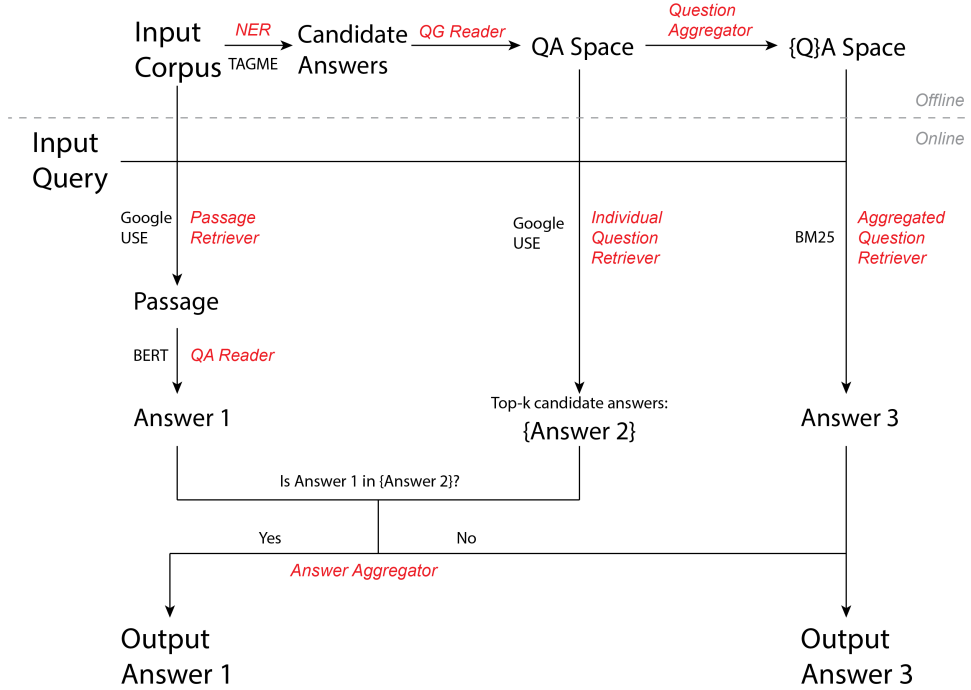 Input
Corpus
NER
TAGME
Candidate
Answers
QG Reader
QA Space
Question
Aggregator
{Q}A Space
Offline
Online
Input
Query
Google
USE
Passage
Retriever
Google
USE
Individual
Question
Retriever
BM25
Aggregated
Question
Retriever
Passage
BERT
QA Reader
Answer 1
Top-k candidate answers:
{Answer 2}
Answer 3
Is Answer 1 in {Answer 2}?
Yes
No
Answer Aggregator
Output
Answer 1
Output
Answer 3